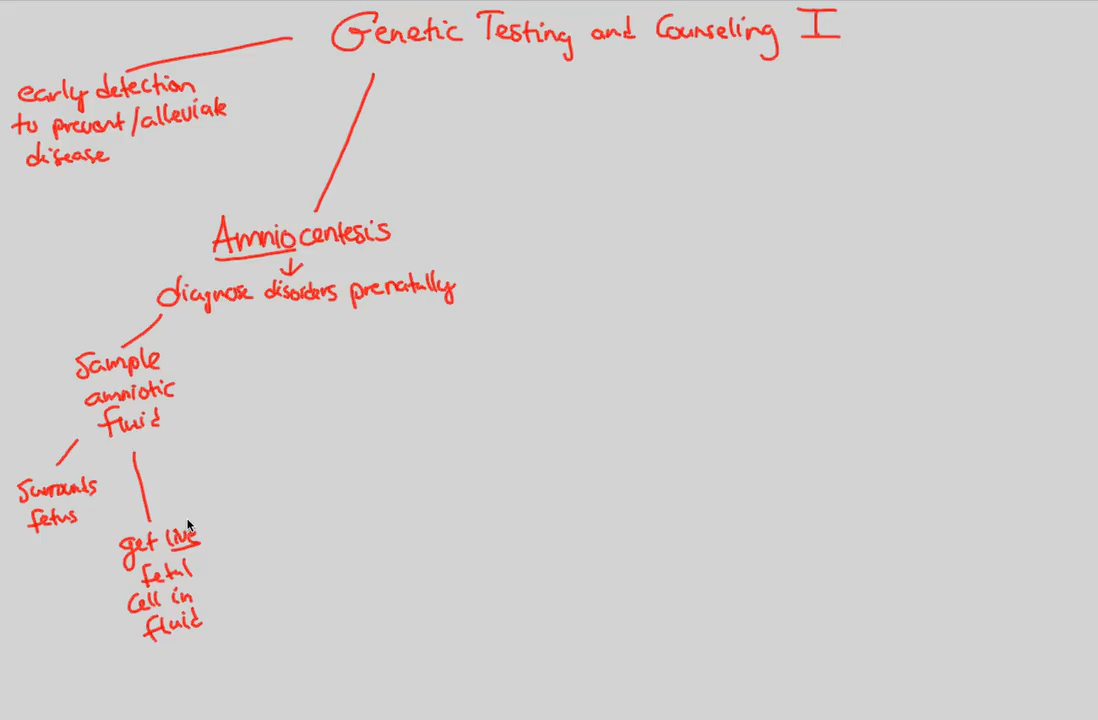 Genetic Testing and Counseling I
early detection
to prevent/alleviate
disease
Amniocentesis
diagnose disorders prenatally
Sample
amniotic
fluid
Surrounds
fetus
get live
fetal
cell in
fluid